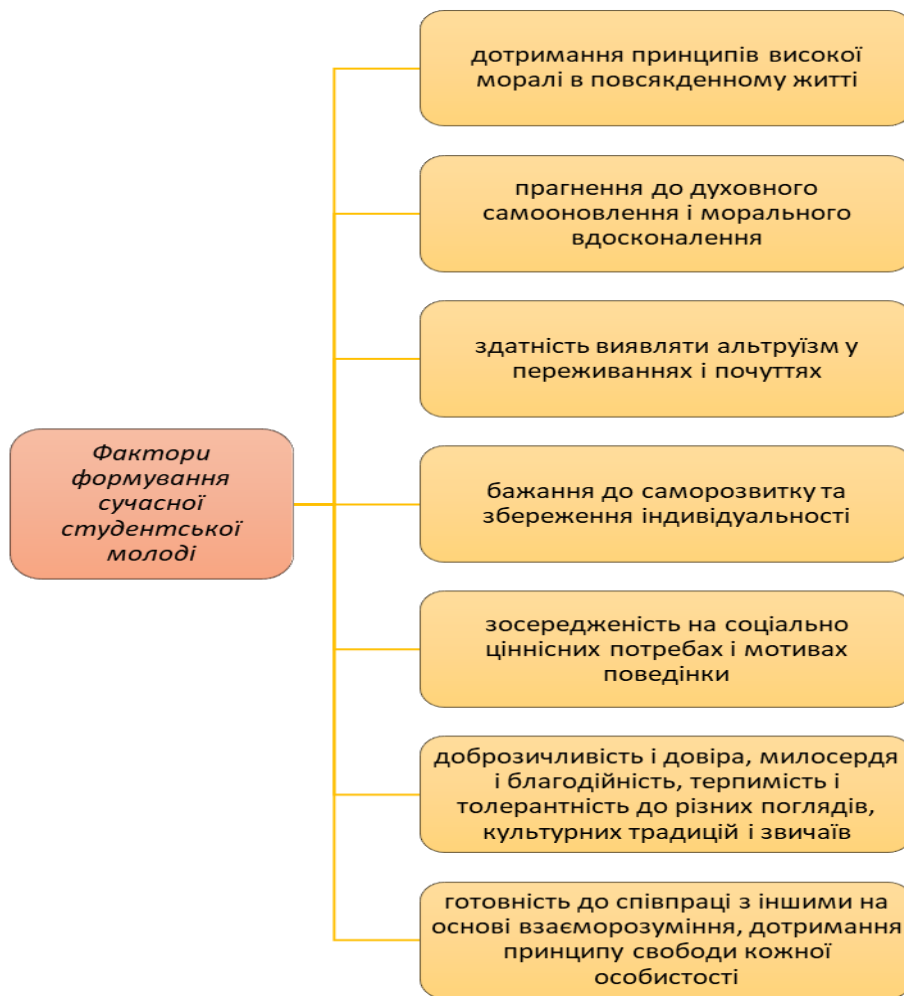 дотримання принципів високої
моралі в повсякденному житті
прагнення до духовного
самооновлення і морального
вдосконалення
здатність виявляти альтруїзм у
переживаннях і почуттях
Фактори
формування
сучасної
студентської
молоді
бажання до саморозвитку та
збереження індивідуальності
зосередженість на соціально
ціннісних потребах і мотивах
поведінки
доброзичливість і довіра, милосердя
і благодійність, терпимість і
толерантність до різних поглядів,
культурних традицій і звичаїв
готовність до співпраці з іншими на
основі взаєморозуміння, дотримання
принципу свободи кожної
особистості